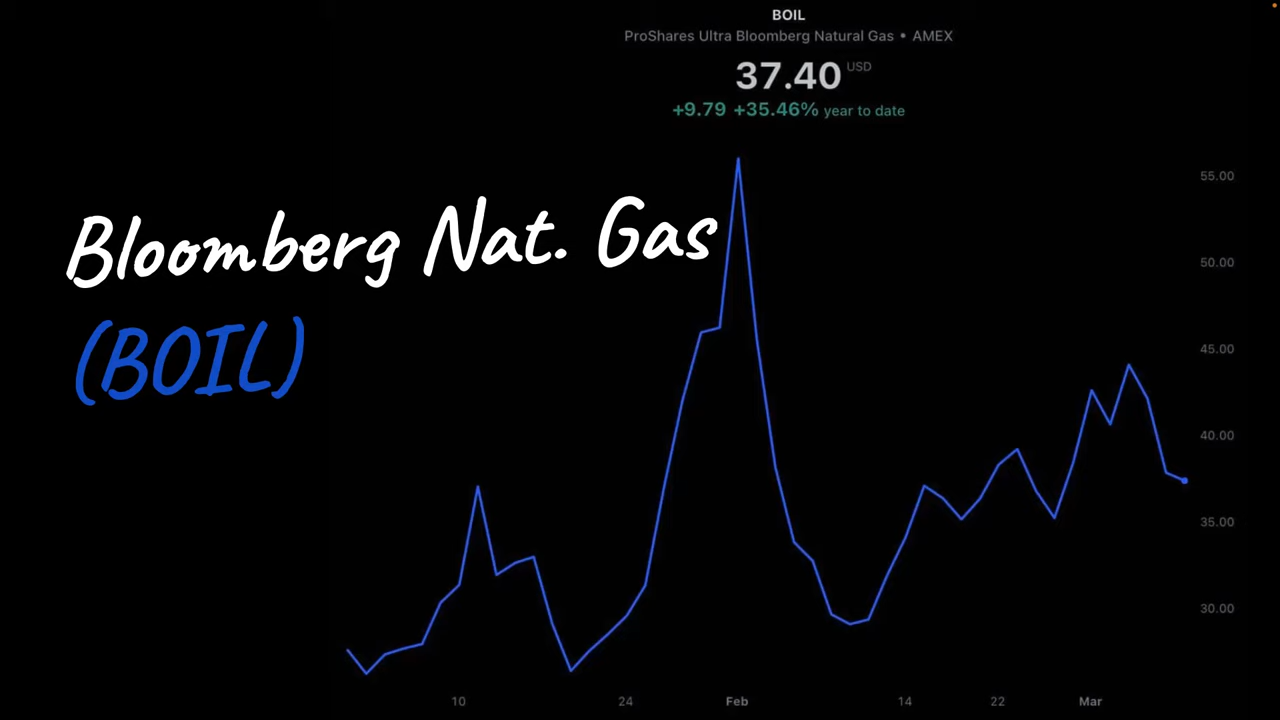 BOIL
ProShares Ultra Bloomberg Natural Gas • AMEX
37.40 USD
+9.79 +35.46% year to date
Bloomberg Nat. Gas
(BOIL)
55.00
50.00
45.00
40.00
35.00
30.00
10 24 Feb 14 22 Mar